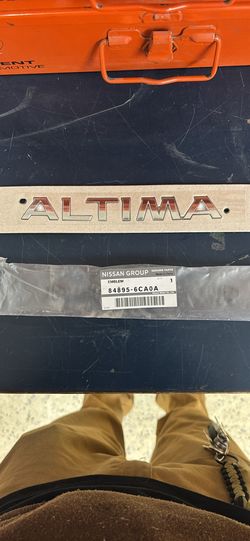 ENT
MOTIVE
ALTIMA
NISSAN GROUP
EMBLEM 1
84895-6CA0A